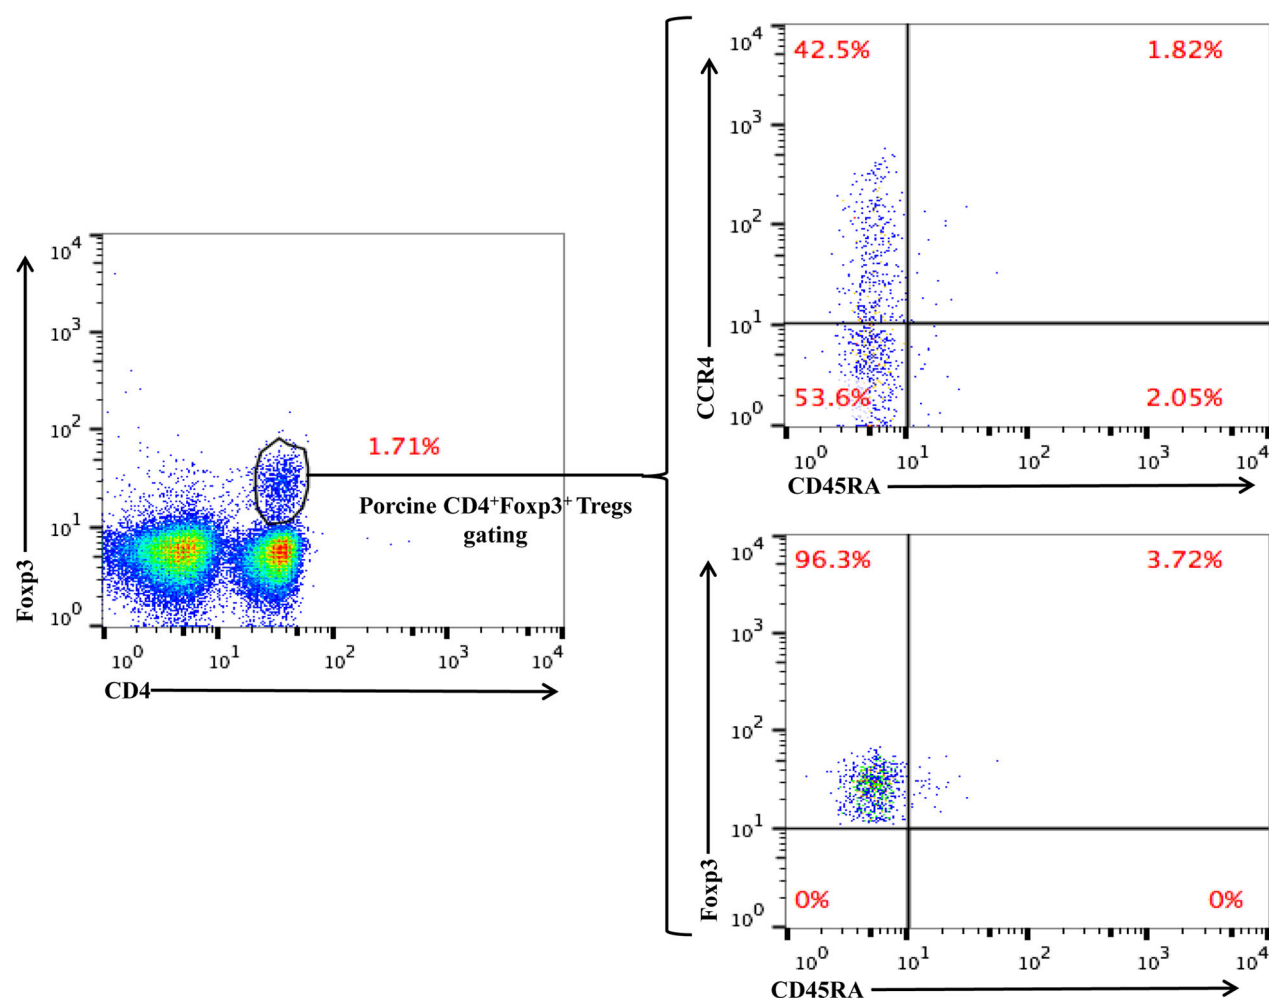 10⁴
10³
10²
10¹
10⁰
Foxp3
10⁰ 10¹ 10² 10³ 10⁴
CD4
1.71%
Porcine CD4⁺Foxp3⁺ Tregs
gating
42.5% 1.82%
53.6% 2.05%
10⁴
10³
10²
10¹
10⁰
CCR4
10⁰ 10¹ 10² 10³ 10⁴
CD45RA
96.3% 3.72%
0% 0%
10⁴
10³
10²
10¹
10⁰
Foxp3
10⁰ 10¹ 10² 10³ 10⁴
CD45RA